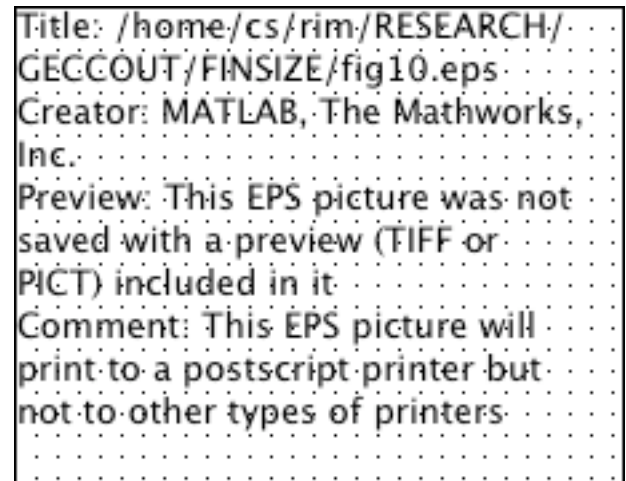 Title: /home/cs/rim/RESEARCH/
GECCOUT/FINSIZE/fig10.eps
Creator: MATLAB, The Mathworks,
Inc.
Preview: This EPS picture was not
saved with a preview (TIFF or
PICT) included in it
Comment: This EPS picture will
print to a postscript printer but
not to other types of printers